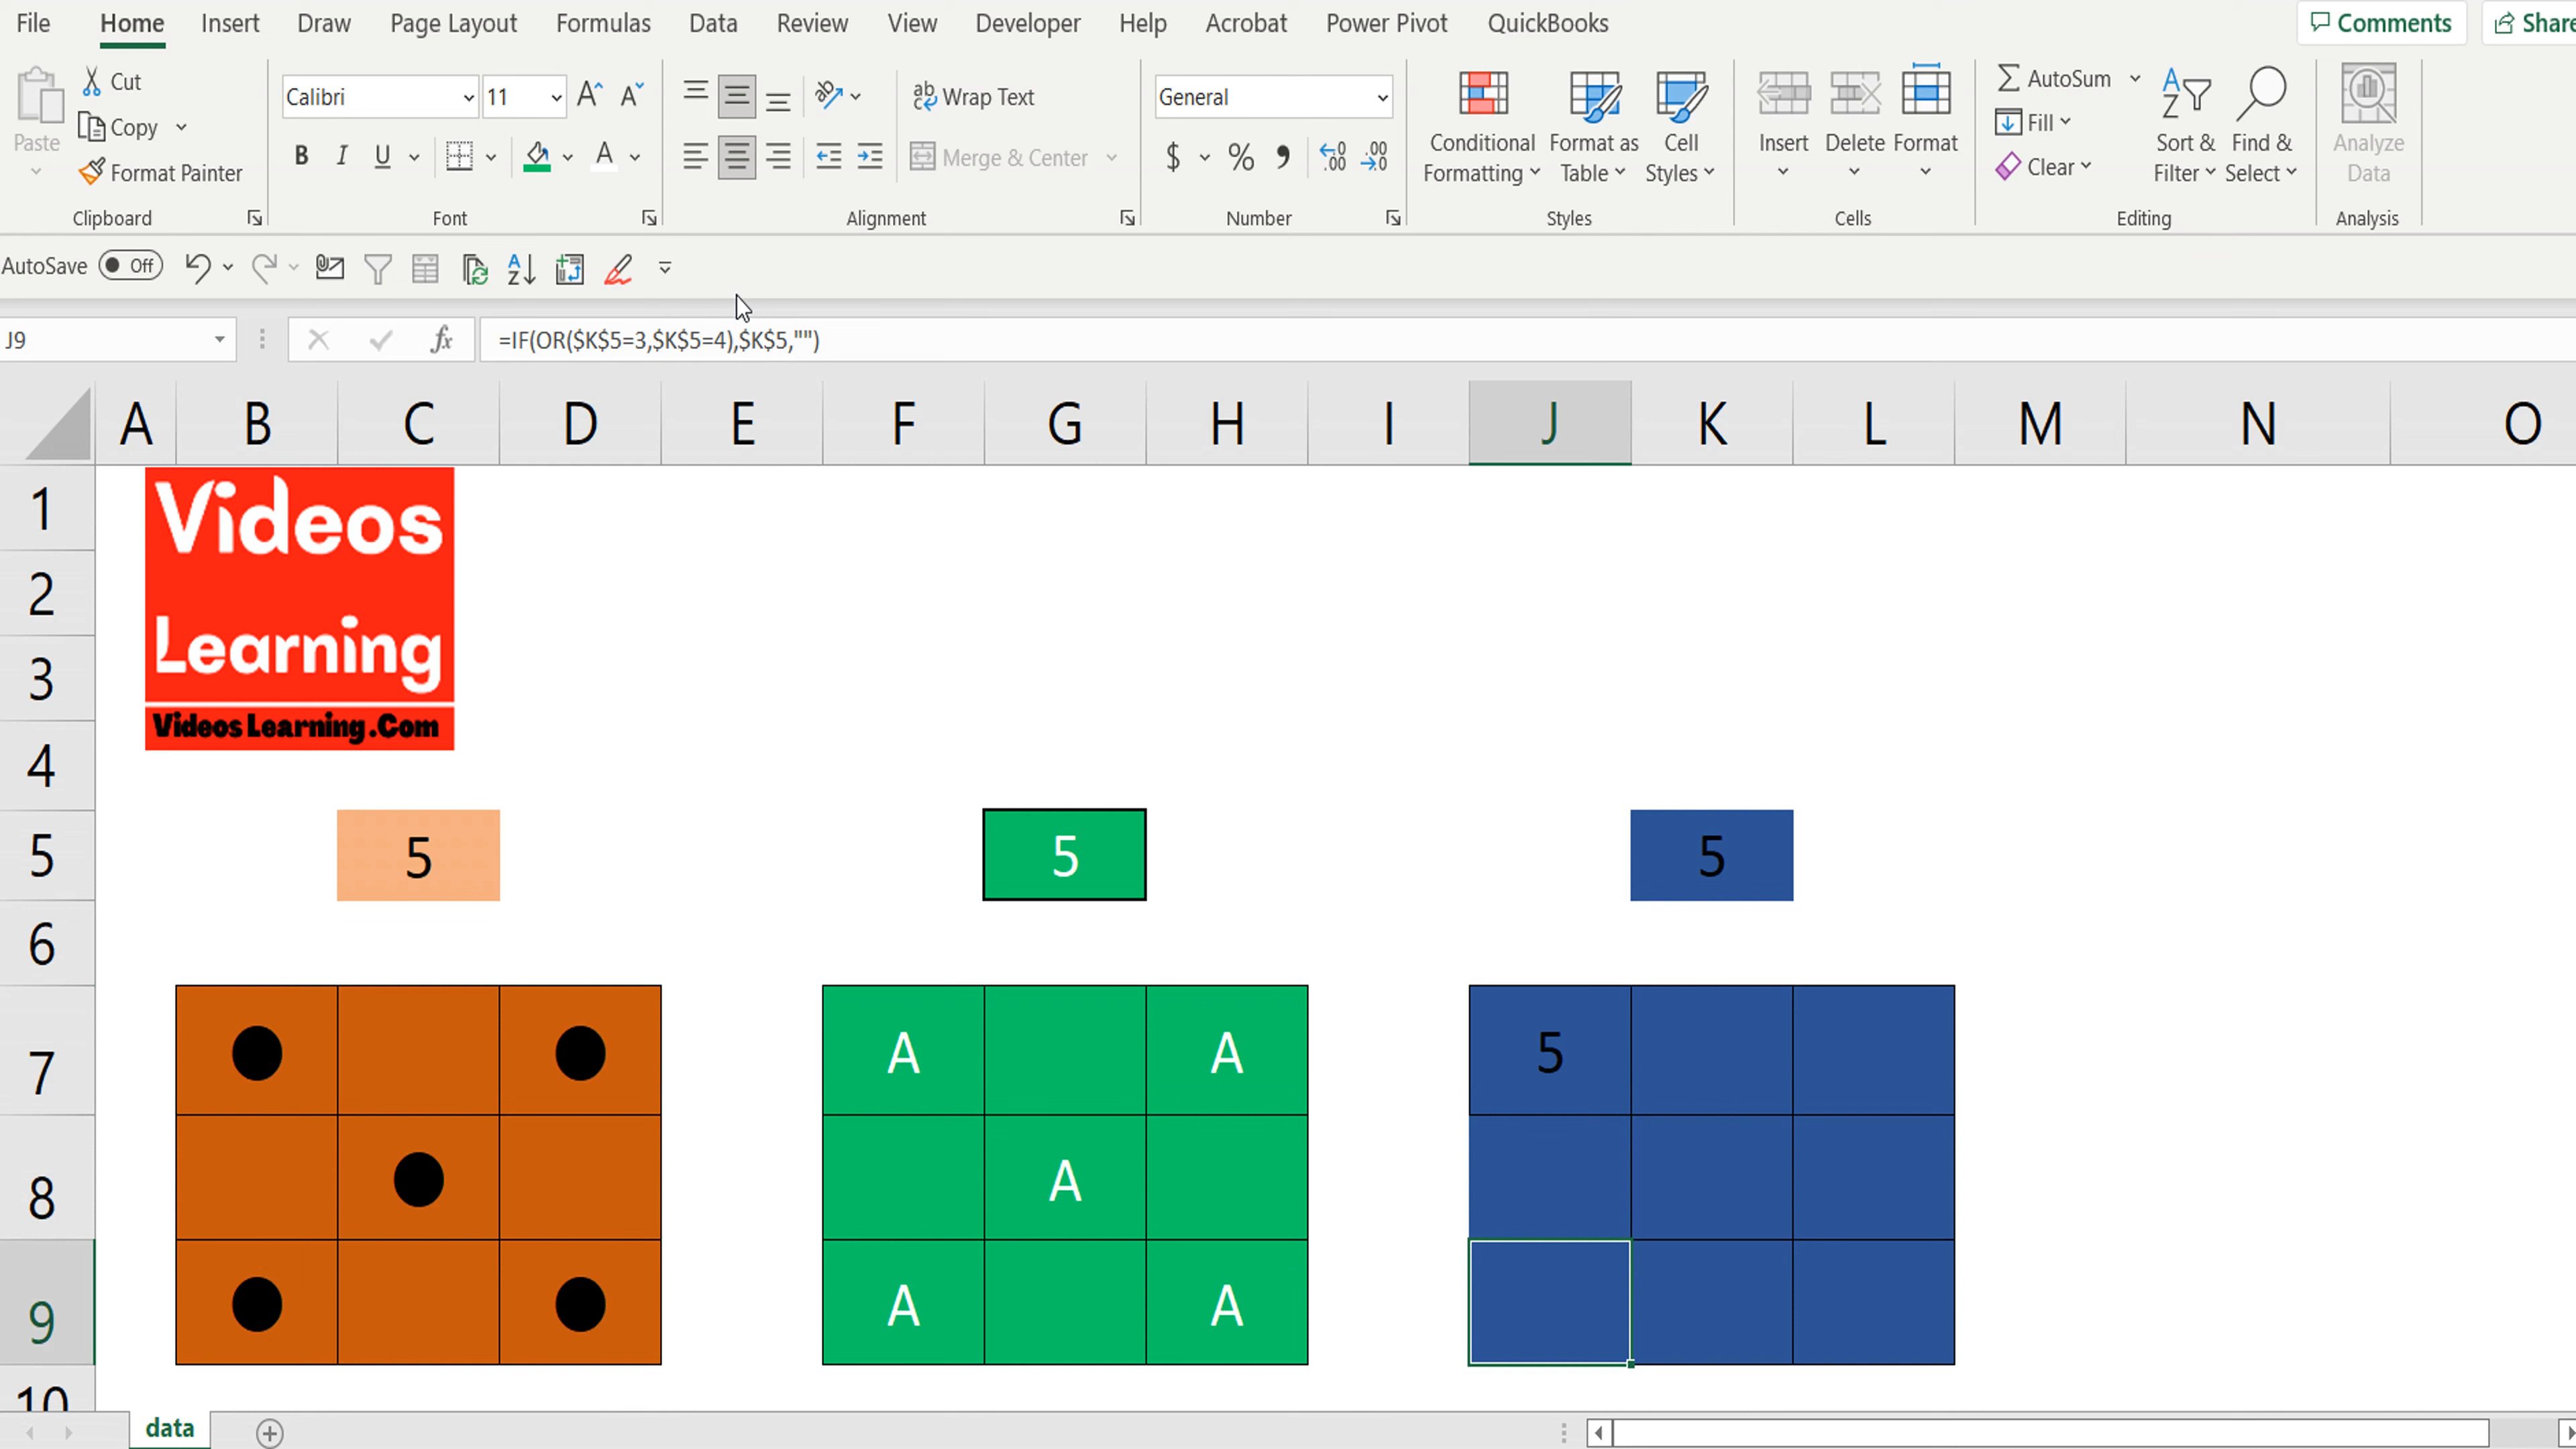 File Home Insert Draw Page Layout Formulas Data Review View Developer Help Acrobat Power Pivot QuickBooks Comments Share
Paste
Cut
Copy
Format Painter
Clipboard
Calibri 11
B I U
Font
Wrap Text
Merge & Center
Alignment
General
$ % ,
Number
Conditional Formatting
Format as Table
Cell Styles
Styles
Insert
Delete
Format
Cells
AutoSum
Fill
Clear
Sort & Filter
Find & Select
Editing
Analyze Data
Analysis
AutoSave Off
J9 fx =IF(OR($K$5=3,$K$5=4),$K$5,"")
A B C D E F G H I J K L M N O
1
Videos
2
Learning
3
Videos Learning .Com
4
5 5 5 5
6
7 A A 5
8 A
9 A A
10
data